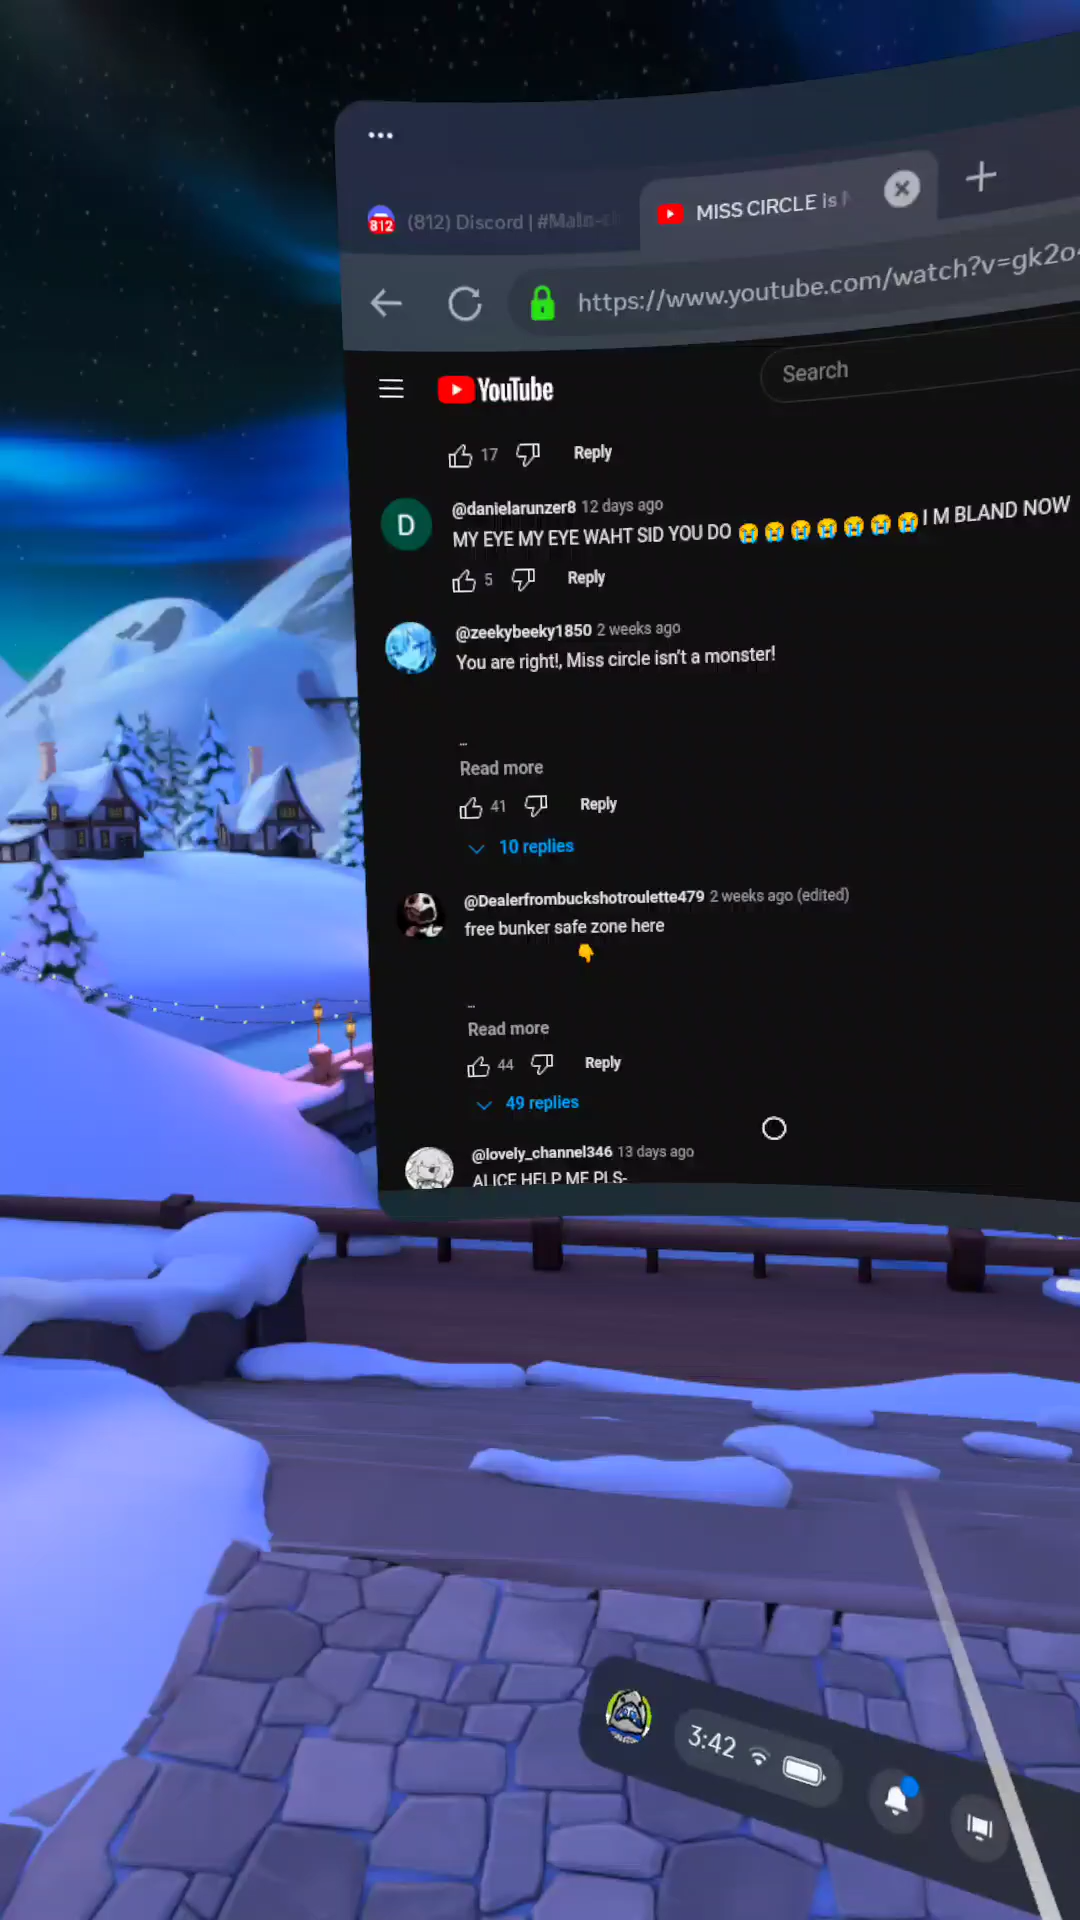 ...
812 (812) Discord | #Main-c
MISS CIRCLE is
https://www.youtube.com/watch?v=gk2o
YouTube
Search
17 Reply
D
@danielarunzer8 12 days ago
MY EYE MY EYE WAHT SID YOU DO 😭😭😭😭😭😭😭I M BLAND NOW
5 Reply
@zeekybeeky1850 2 weeks ago
You are right!, Miss circle isn't a monster!
...
Read more
41 Reply
10 replies
@Dealerfrombuckshotroulette479 2 weeks ago (edited)
free bunker safe zone here
👇
...
Read more
44 Reply
49 replies
@lovely_channel346 13 days ago
ALICE HELP ME PLS-
3:42